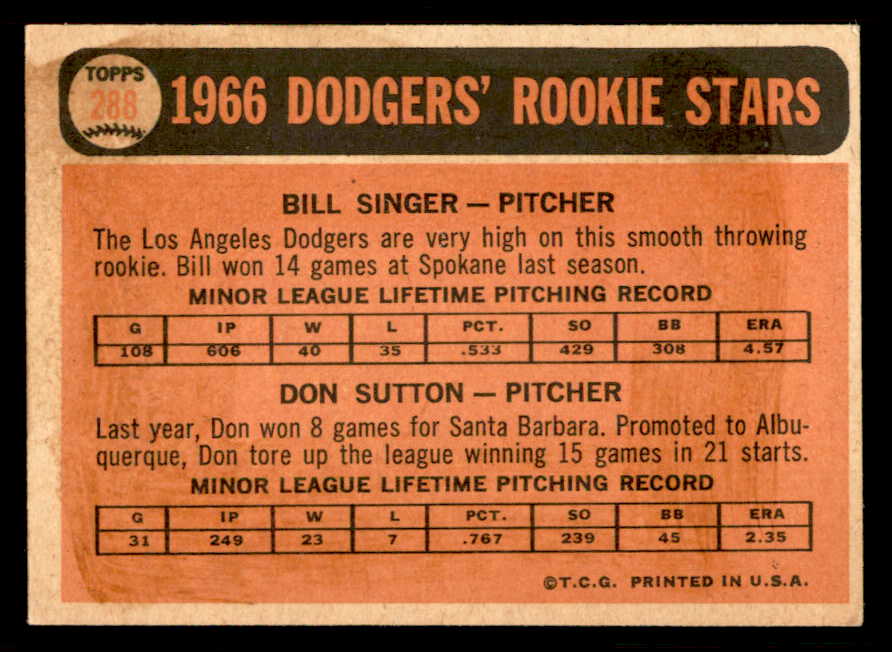 TOPPS
288
1966 DODGERS' ROOKIE STARS
BILL SINGER — PITCHER
The Los Angeles Dodgers are very high on this smooth throwing
rookie. Bill won 14 games at Spokane last season.
MINOR LEAGUE LIFETIME PITCHING RECORD
G IP W L PCT. SO BB ERA
108 606 40 35 .533 429 308 4.57
DON SUTTON — PITCHER
Last year, Don won 8 games for Santa Barbara. Promoted to Albu-
querque, Don tore up the league winning 15 games in 21 starts.
MINOR LEAGUE LIFETIME PITCHING RECORD
G IP W L PCT. SO BB ERA
31 249 23 7 .767 239 45 2.35
©T.C.G. PRINTED IN U.S.A.